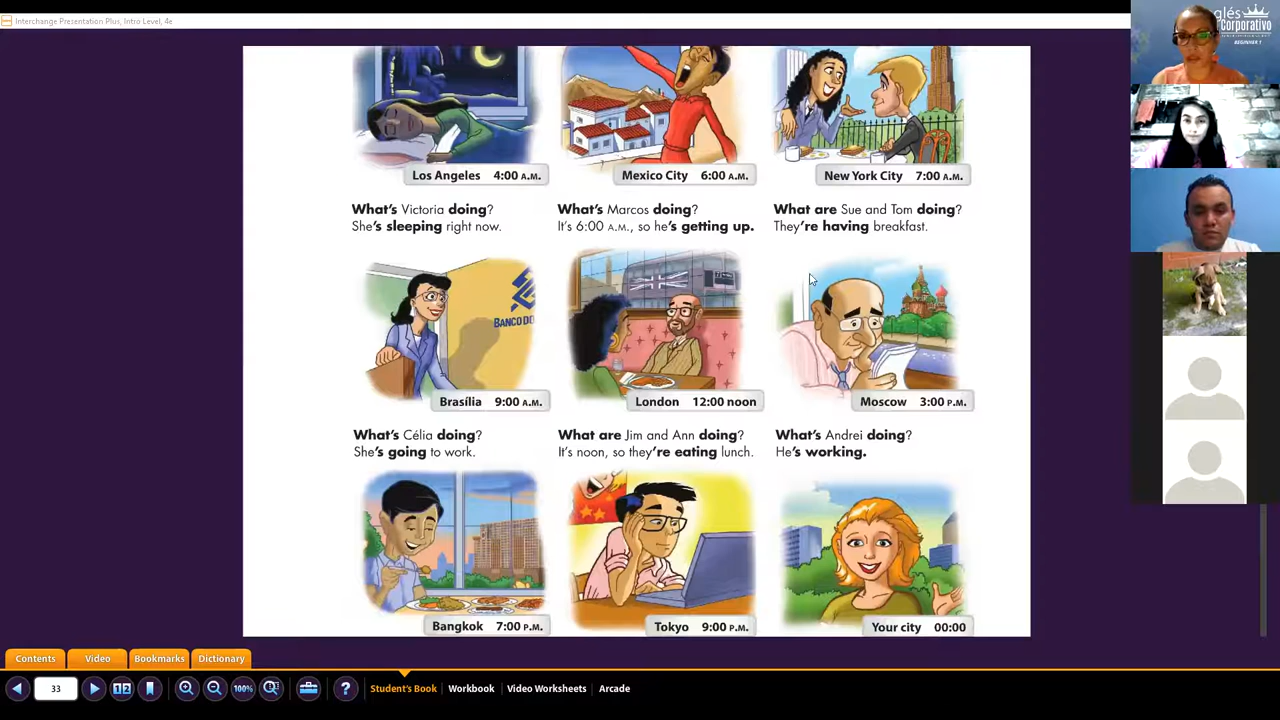 Interchange Presentation Plus, Intro Level, 4e
glés
Corporativo
BEGINNER 1
Los Angeles 4:00 A.M.
Mexico City 6:00 A.M.
New York City 7:00 A.M.
What's Victoria doing?
She's sleeping right now.
What's Marcos doing?
It's 6:00 A.M., so he's getting up.
What are Sue and Tom doing?
They're having breakfast.
BANCO DO
Brasília 9:00 A.M.
London 12:00 noon
Moscow 3:00 P.M.
What's Célia doing?
She's going to work.
What are Jim and Ann doing?
It's noon, so they're eating lunch.
What's Andrei doing?
He's working.
Bangkok 7:00 P.M.
Tokyo 9:00 P.M.
Your city 00:00
Contents Video Bookmarks Dictionary
33 12 100% ? Student's Book Workbook Video Worksheets Arcade